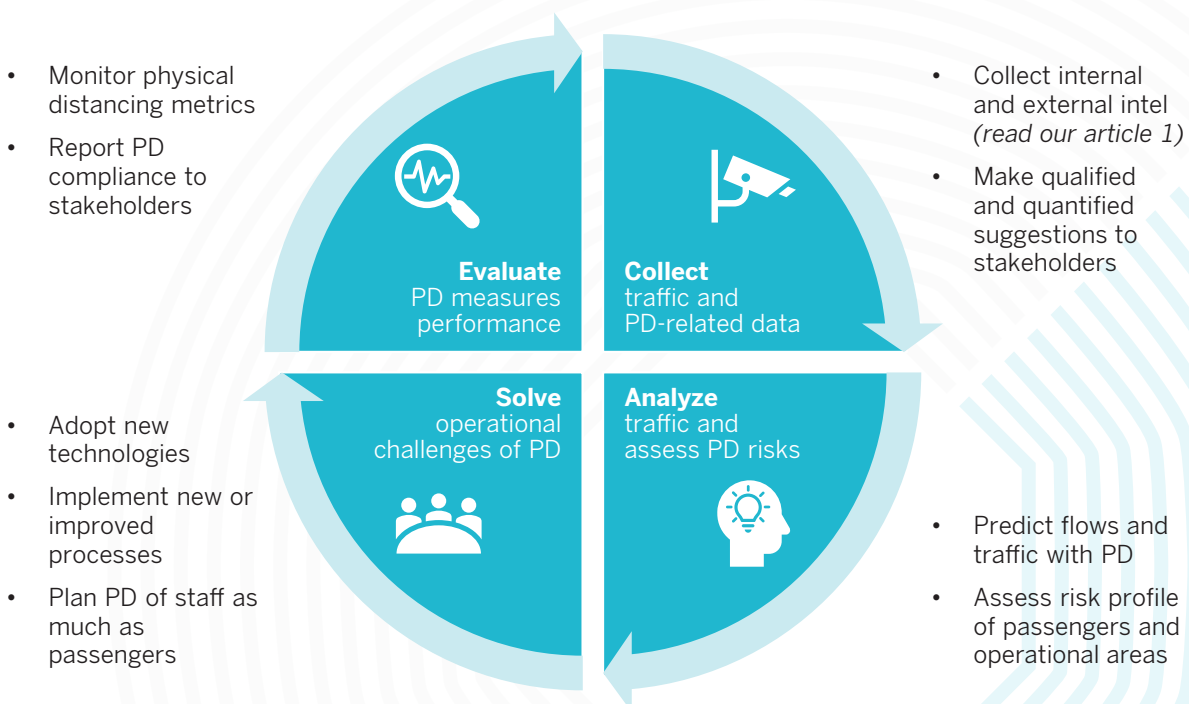 • Monitor physical
distancing metrics
• Report PD
compliance to
stakeholders
Evaluate
PD measures
performance
Collect
traffic and
PD-related data
• Collect internal
and external intel
(read our article 1)
• Make qualified
and quantified
suggestions to
stakeholders
• Adopt new
technologies
• Implement new or
improved
processes
• Plan PD of staff as
much as
passengers
Solve
operational
challenges of PD
Analyze
traffic and
assess PD risks
• Predict flows and
traffic with PD
• Assess risk profile
of passengers and
operational areas